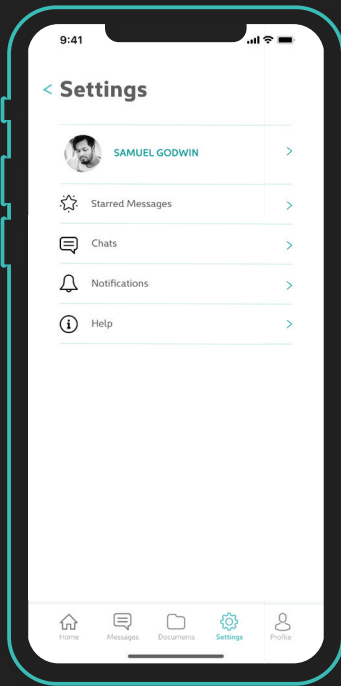 9:41
< Settings
SAMUEL GODWIN >
Starred Messages >
Chats >
Notifications >
Help >
Home Messages Documents Settings Profile